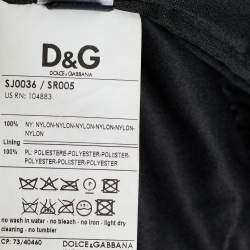 D&G
DOLCE&GABBANA
SJ0036 / SR005
US RN: 104883
100% NY: NYLON-NYLON-NYLON-NYLON-NYLON-
NYLON
Lining
100% PL: POLIESTERE-POLYESTER-POLISTER-
POLYESTER-POLYESTER-POLISTER-
POLYESTER
no wash in water - no bleach - no iron - light dry
cleaning - no tumbler
DOLCE&GABBANA
CP: 73/40460